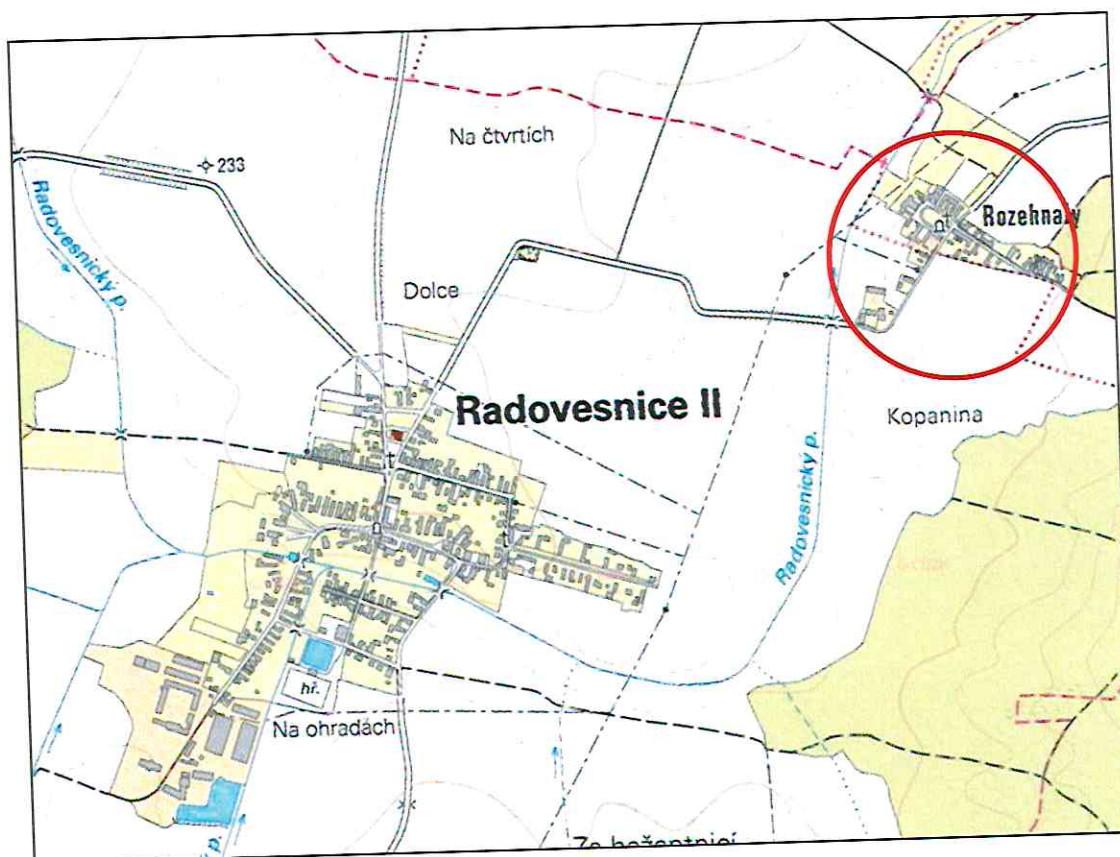 Na čtvrtích
233
Rozehnaly
Radovesnický p.
Dolce
Radovesnice II
Kopanina
Radovesnický p.
hř.
Na ohradách
p.